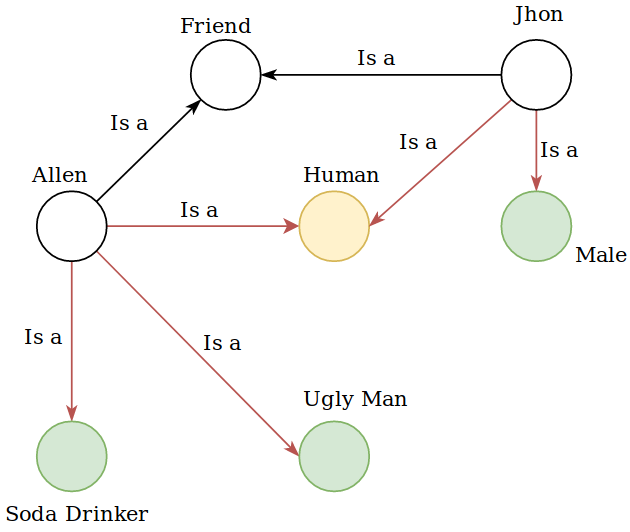 Jhon
Friend
Is a
Is a
Is a
Is a
Allen
Human
Is a
Male
Is a
Is a
Ugly Man
Soda Drinker